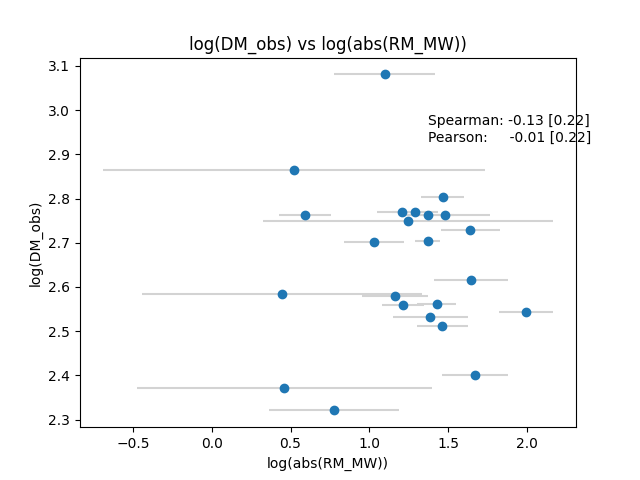 log(DM_obs) vs log(abs(RM_MW))
3.1
3.0
2.9
2.8
2.7
2.6
2.5
2.4
2.3
log(DM_obs)
Spearman: -0.13 [0.22]
Pearson: -0.01 [0.22]
−0.5 0.0 0.5 1.0 1.5 2.0
log(abs(RM_MW))